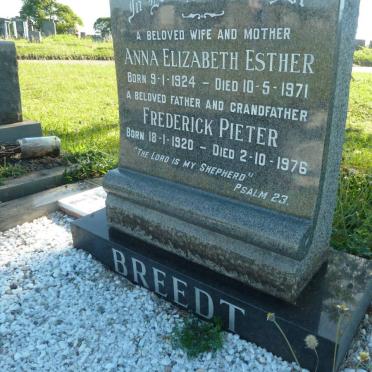 A BELOVED WIFE AND MOTHER
ANNA ELIZABETH ESTHER
BORN 9-1-1924 - DIED 10-5-1971
A BELOVED FATHER AND GRANDFATHER
FREDERICK PIETER
BORN 18-1-1920 - DIED 2-10-1976
"THE LORD IS MY SHEPHERD"
PSALM 23.
BREEDT